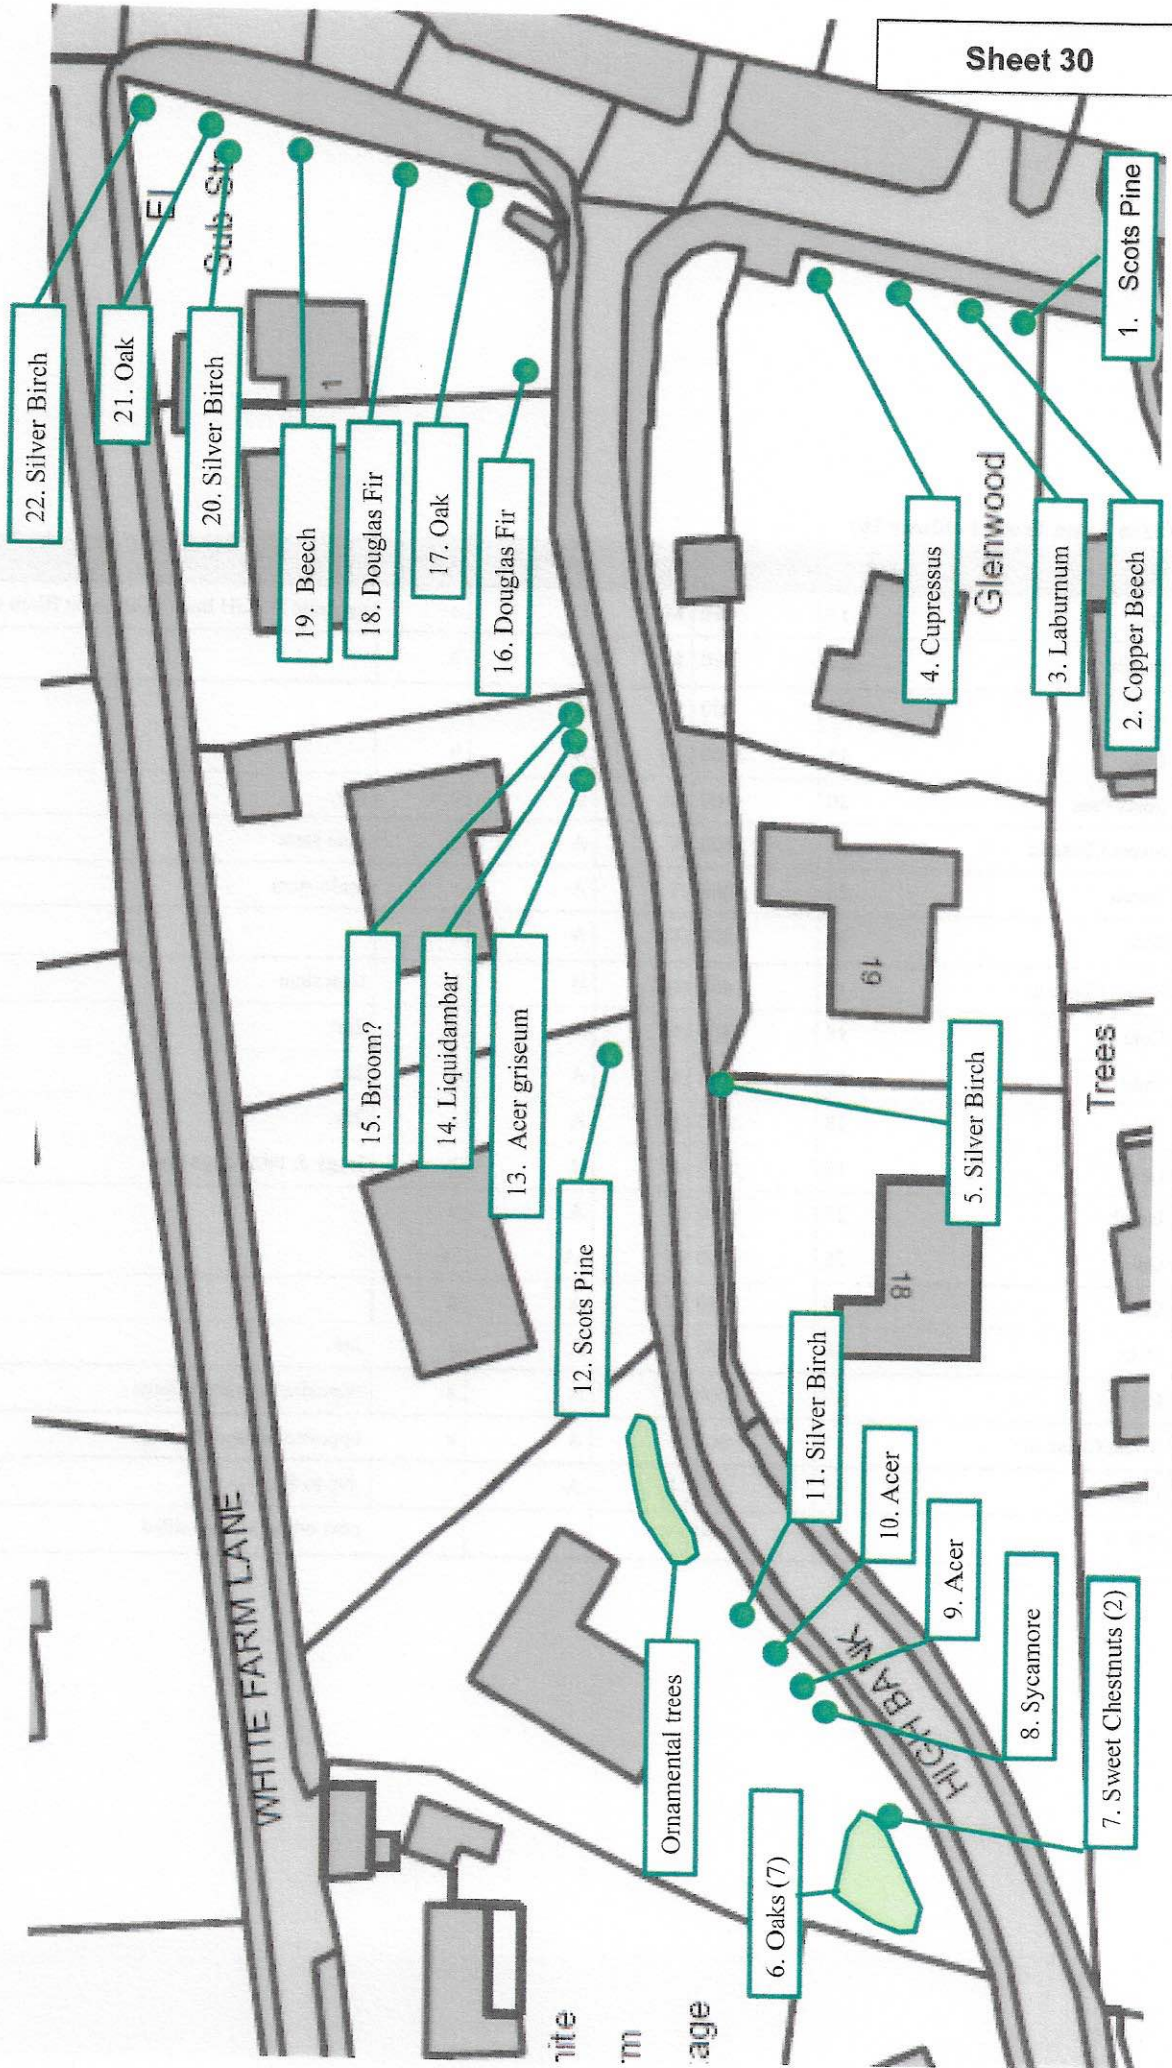 Sheet 30
22. Silver Birch
21. Oak
20. Silver Birch
19. Beech
18. Douglas Fir
17. Oak
16. Douglas Fir
15. Broom?
14. Liquidambar
13. Acer griseum
12. Scots Pine
Ornamental trees
6. Oaks (7)
1. Scots Pine
2. Copper Beech
3. Laburnum
4. Cupressus
5. Silver Birch
11. Silver Birch
10. Acer
9. Acer
8. Sycamore
7. Sweet Chestnuts (2)
El
Sub Sta
1
Glenwood
19
18
Trees
WHITE FARM LANE
HIGH BANK
nite
m
age